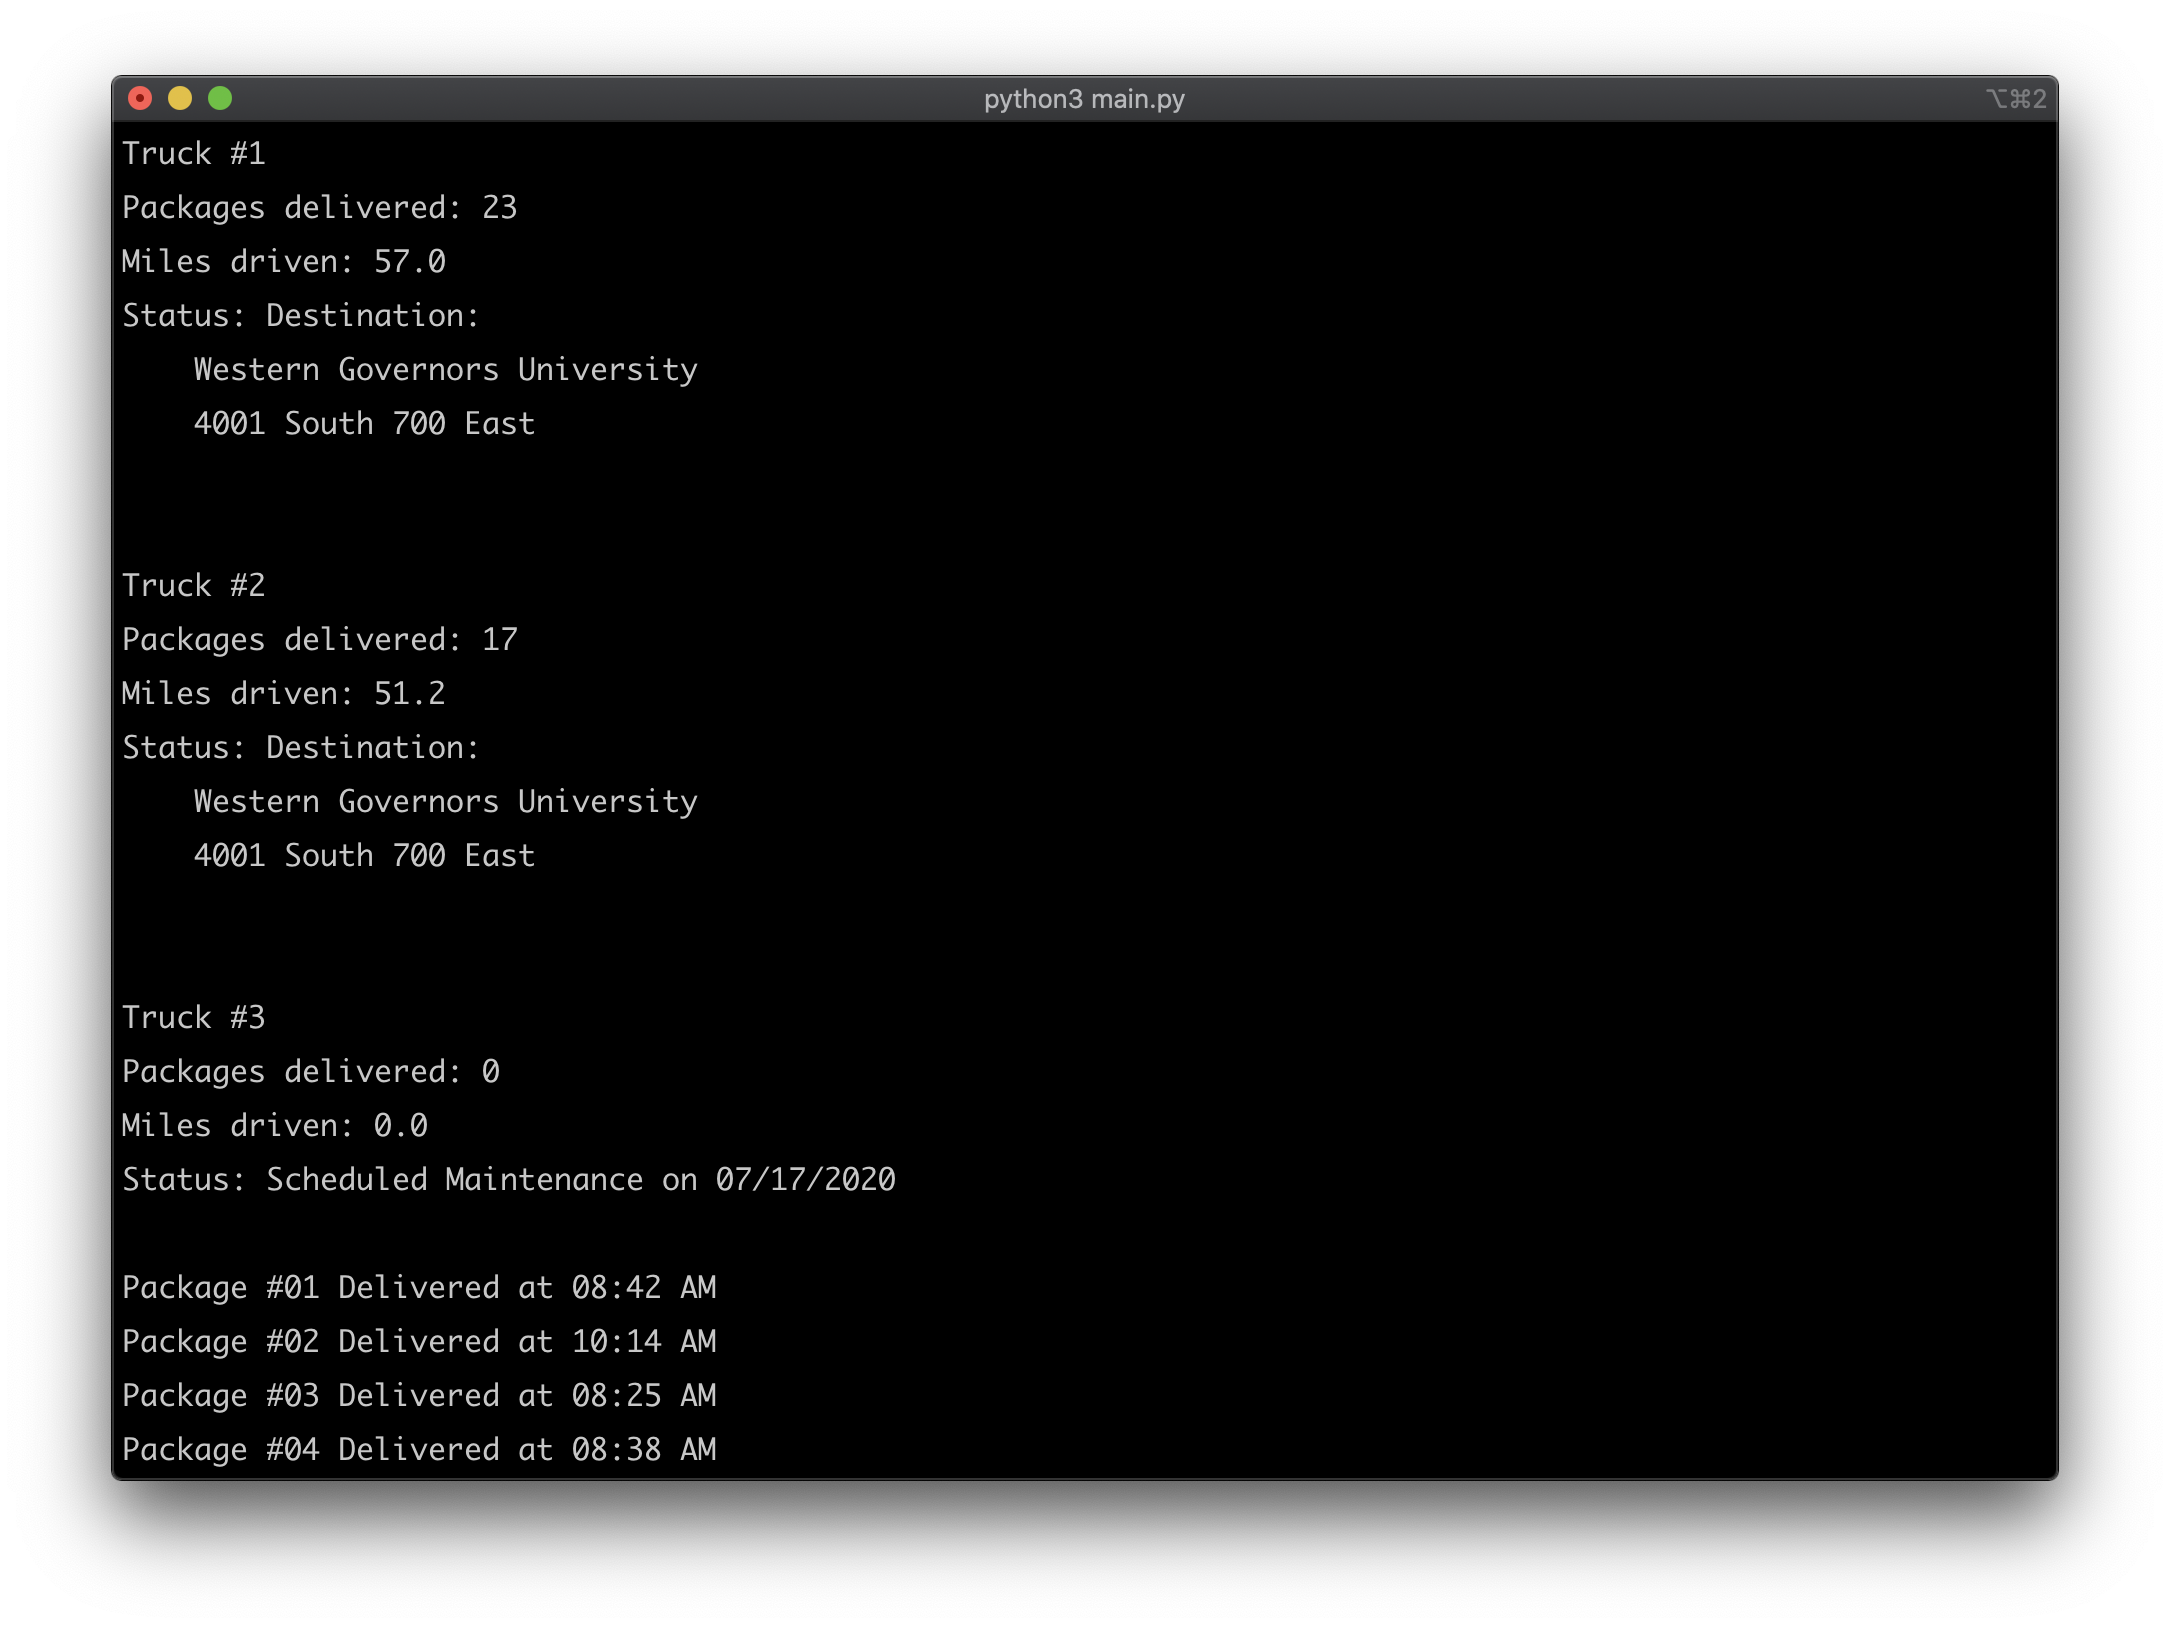 python3 main.py
⌥⌘2
Truck #1
Packages delivered: 23
Miles driven: 57.0
Status: Destination:
    Western Governors University
    4001 South 700 East
Truck #2
Packages delivered: 17
Miles driven: 51.2
Status: Destination:
    Western Governors University
    4001 South 700 East
Truck #3
Packages delivered: 0
Miles driven: 0.0
Status: Scheduled Maintenance on 07/17/2020
Package #01 Delivered at 08:42 AM
Package #02 Delivered at 10:14 AM
Package #03 Delivered at 08:25 AM
Package #04 Delivered at 08:38 AM